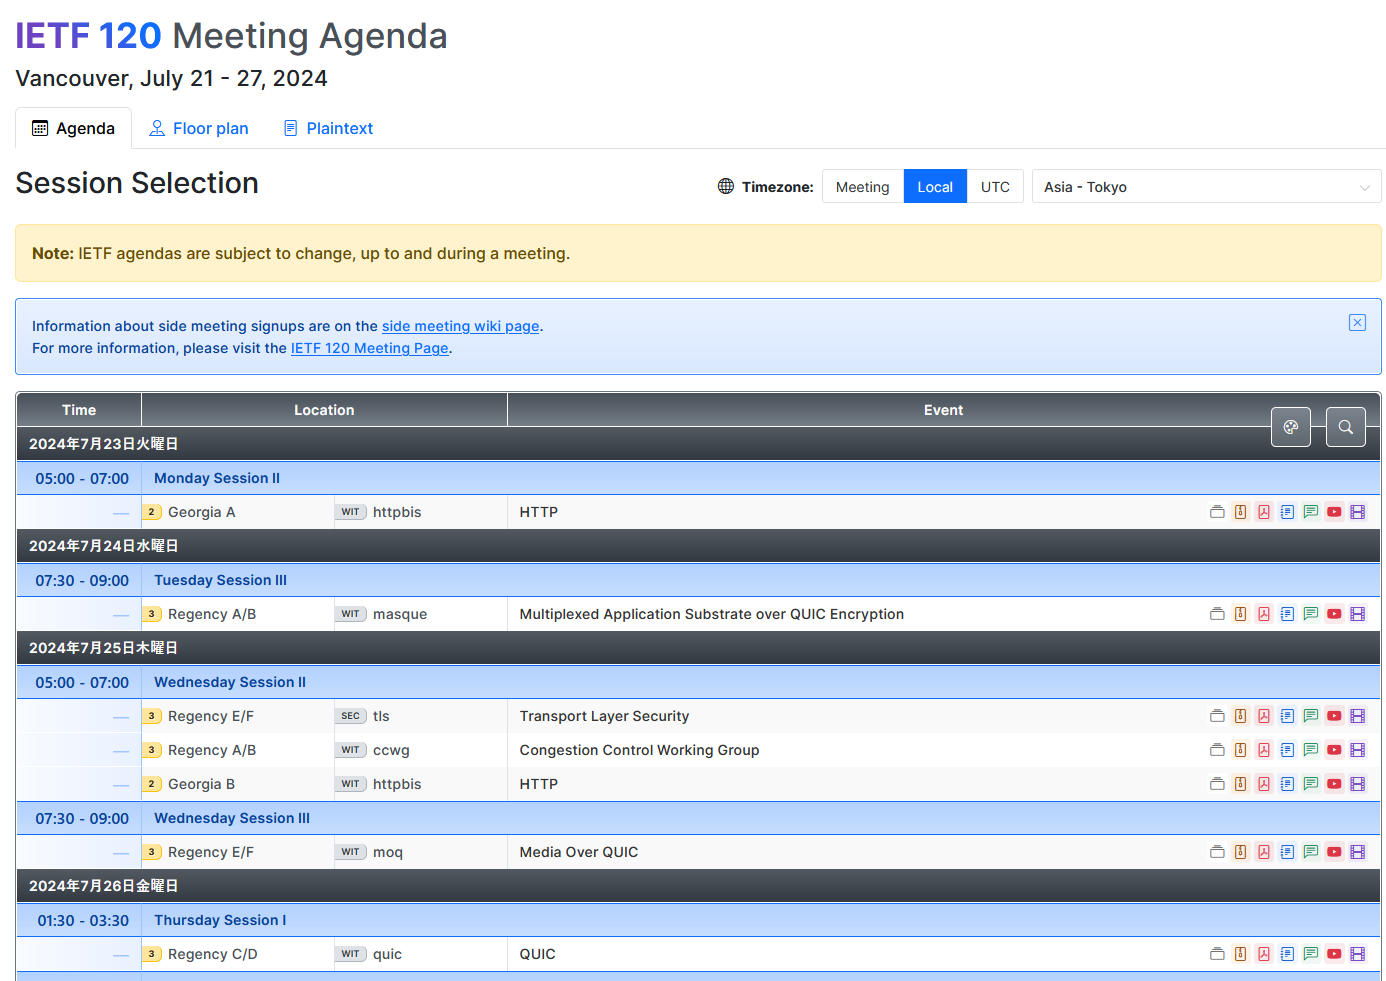 IETF 120 Meeting Agenda
Vancouver, July 21 - 27, 2024
Agenda Floor plan Plaintext
Session Selection
Timezone: Meeting Local UTC Asia - Tokyo
Note: IETF agendas are subject to change, up to and during a meeting.
Information about side meeting signups are on the side meeting wiki page.
For more information, please visit the IETF 120 Meeting Page.
Time Location Event
2024年7月23日火曜日
05:00 - 07:00 Monday Session II
— 2 Georgia A WIT httpbis HTTP
2024年7月24日水曜日
07:30 - 09:00 Tuesday Session III
— 3 Regency A/B WIT masque Multiplexed Application Substrate over QUIC Encryption
2024年7月25日木曜日
05:00 - 07:00 Wednesday Session II
— 3 Regency E/F SEC tls Transport Layer Security
— 3 Regency A/B WIT ccwg Congestion Control Working Group
— 2 Georgia B WIT httpbis HTTP
07:30 - 09:00 Wednesday Session III
— 3 Regency E/F WIT moq Media Over QUIC
2024年7月26日金曜日
01:30 - 03:30 Thursday Session I
— 3 Regency C/D WIT quic QUIC